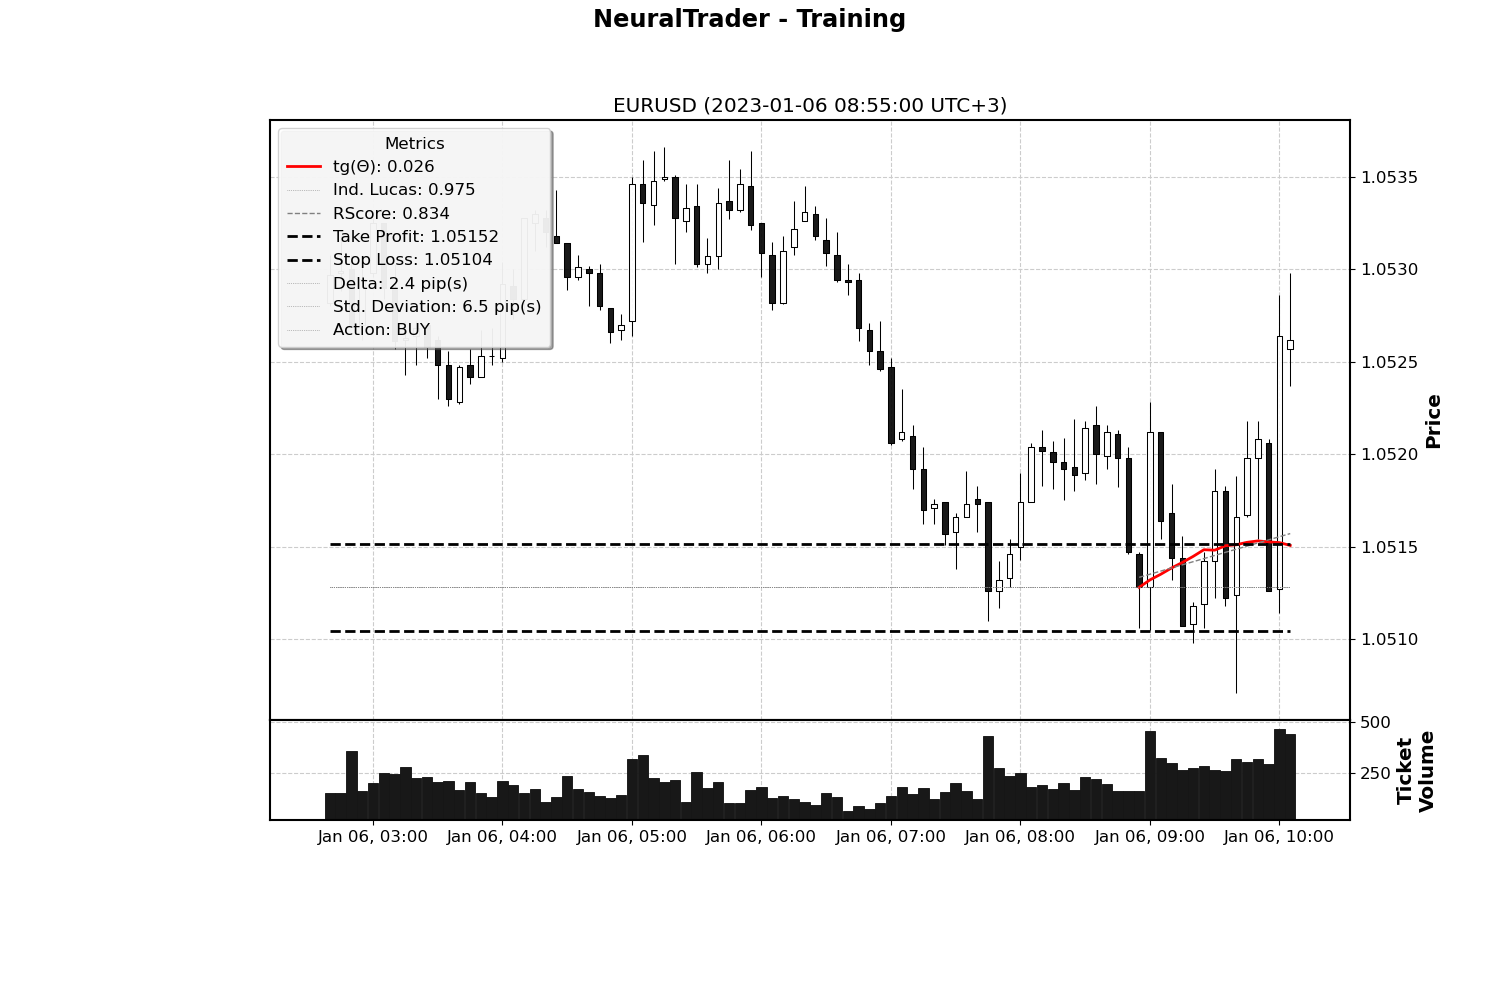 NeuralTrader - Training
EURUSD (2023-01-06 08:55:00 UTC+3)
Metrics
tg(Θ): 0.026
Ind. Lucas: 0.975
RScore: 0.834
Take Profit: 1.05152
Stop Loss: 1.05104
Delta: 2.4 pip(s)
Std. Deviation: 6.5 pip(s)
Action: BUY
1.0535
1.0530
1.0525
1.0520
1.0515
1.0510
Price
500
250
Ticket
Volume
Jan 06, 03:00
Jan 06, 04:00
Jan 06, 05:00
Jan 06, 06:00
Jan 06, 07:00
Jan 06, 08:00
Jan 06, 09:00
Jan 06, 10:00